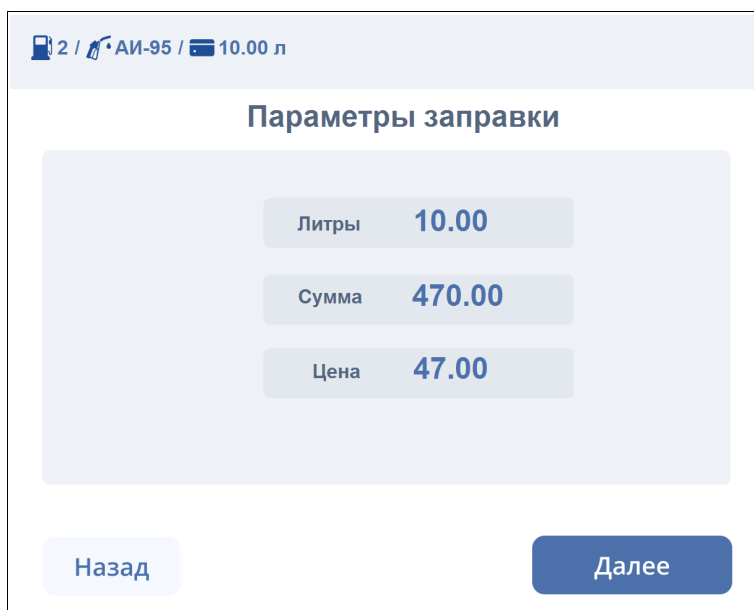 2 / АИ-95 / 10.00 л
Параметры заправки
Литры 10.00
Сумма 470.00
Цена 47.00
Назад Далее